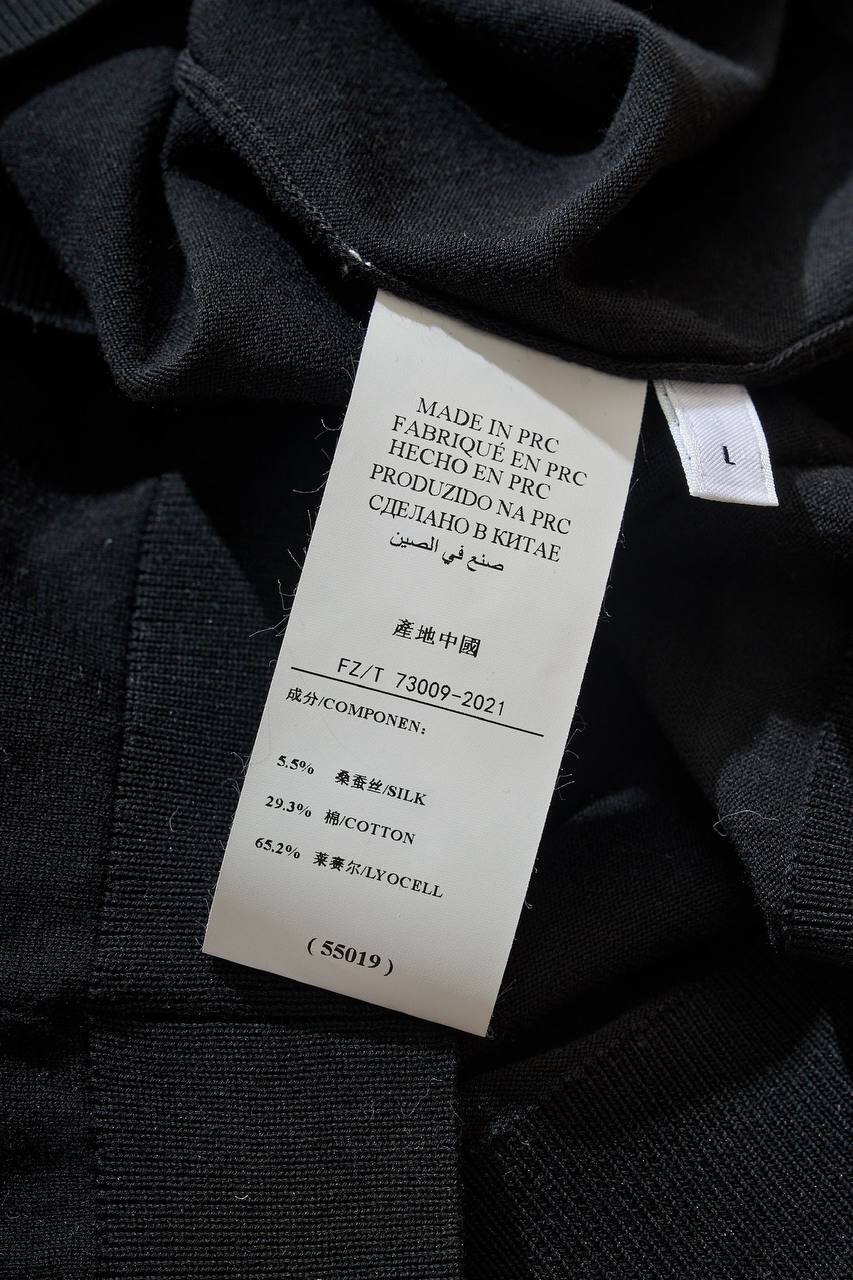 MADE IN PRC
FABRIQUÉ EN PRC
HECHO EN PRC
PRODUZIDO NA PRC
СДЕЛАНО В КИТАЕ
صنع في الصين
L
產地中國
FZ/T 73009-2021
成分/COMPONEN:
5.5% 桑蚕丝/SILK
29.3% 棉/COTTON
65.2% 莱赛尔/LYOCELL
( 55019 )